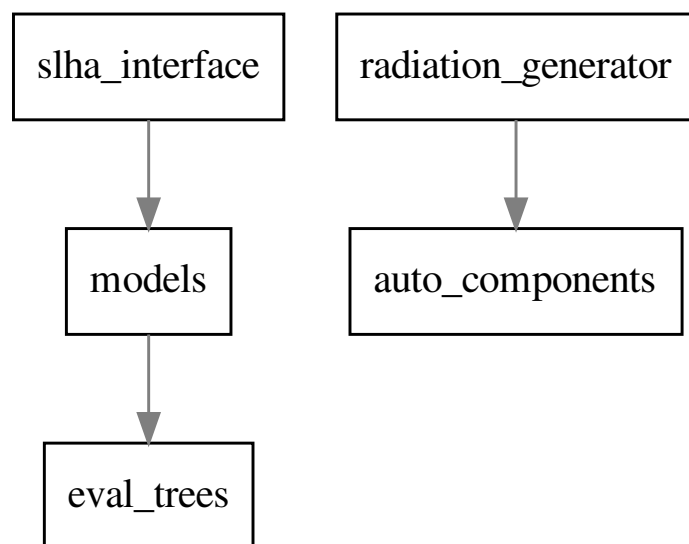 slha_interface
radiation_generator
models
auto_components
eval_trees